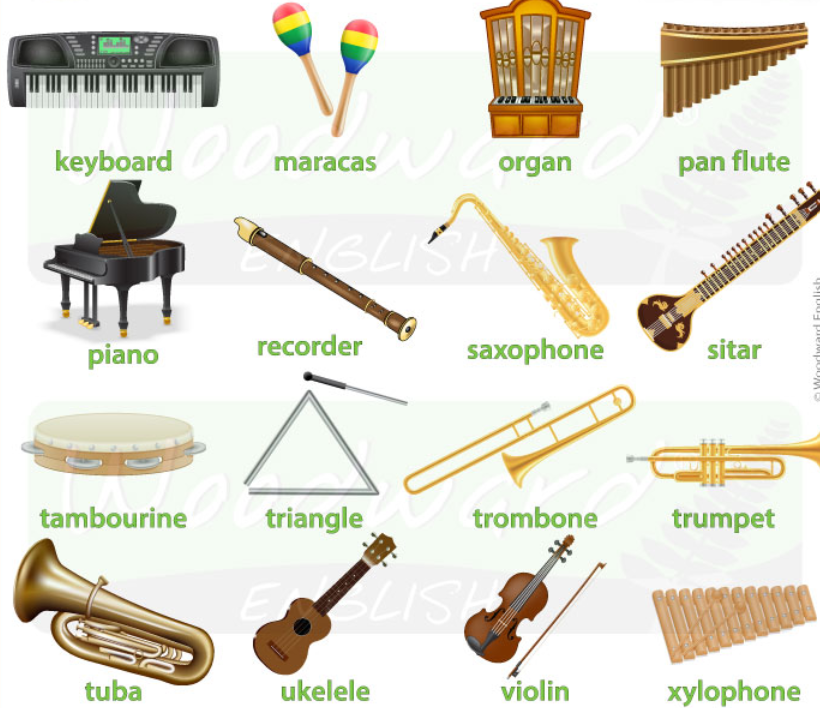 keyboard maracas organ pan flute
piano recorder saxophone sitar
tambourine triangle trombone trumpet
tuba ukelele violin xylophone
© Woodward English
Woodward®
ENGLISH
Woodward
ENGLISH